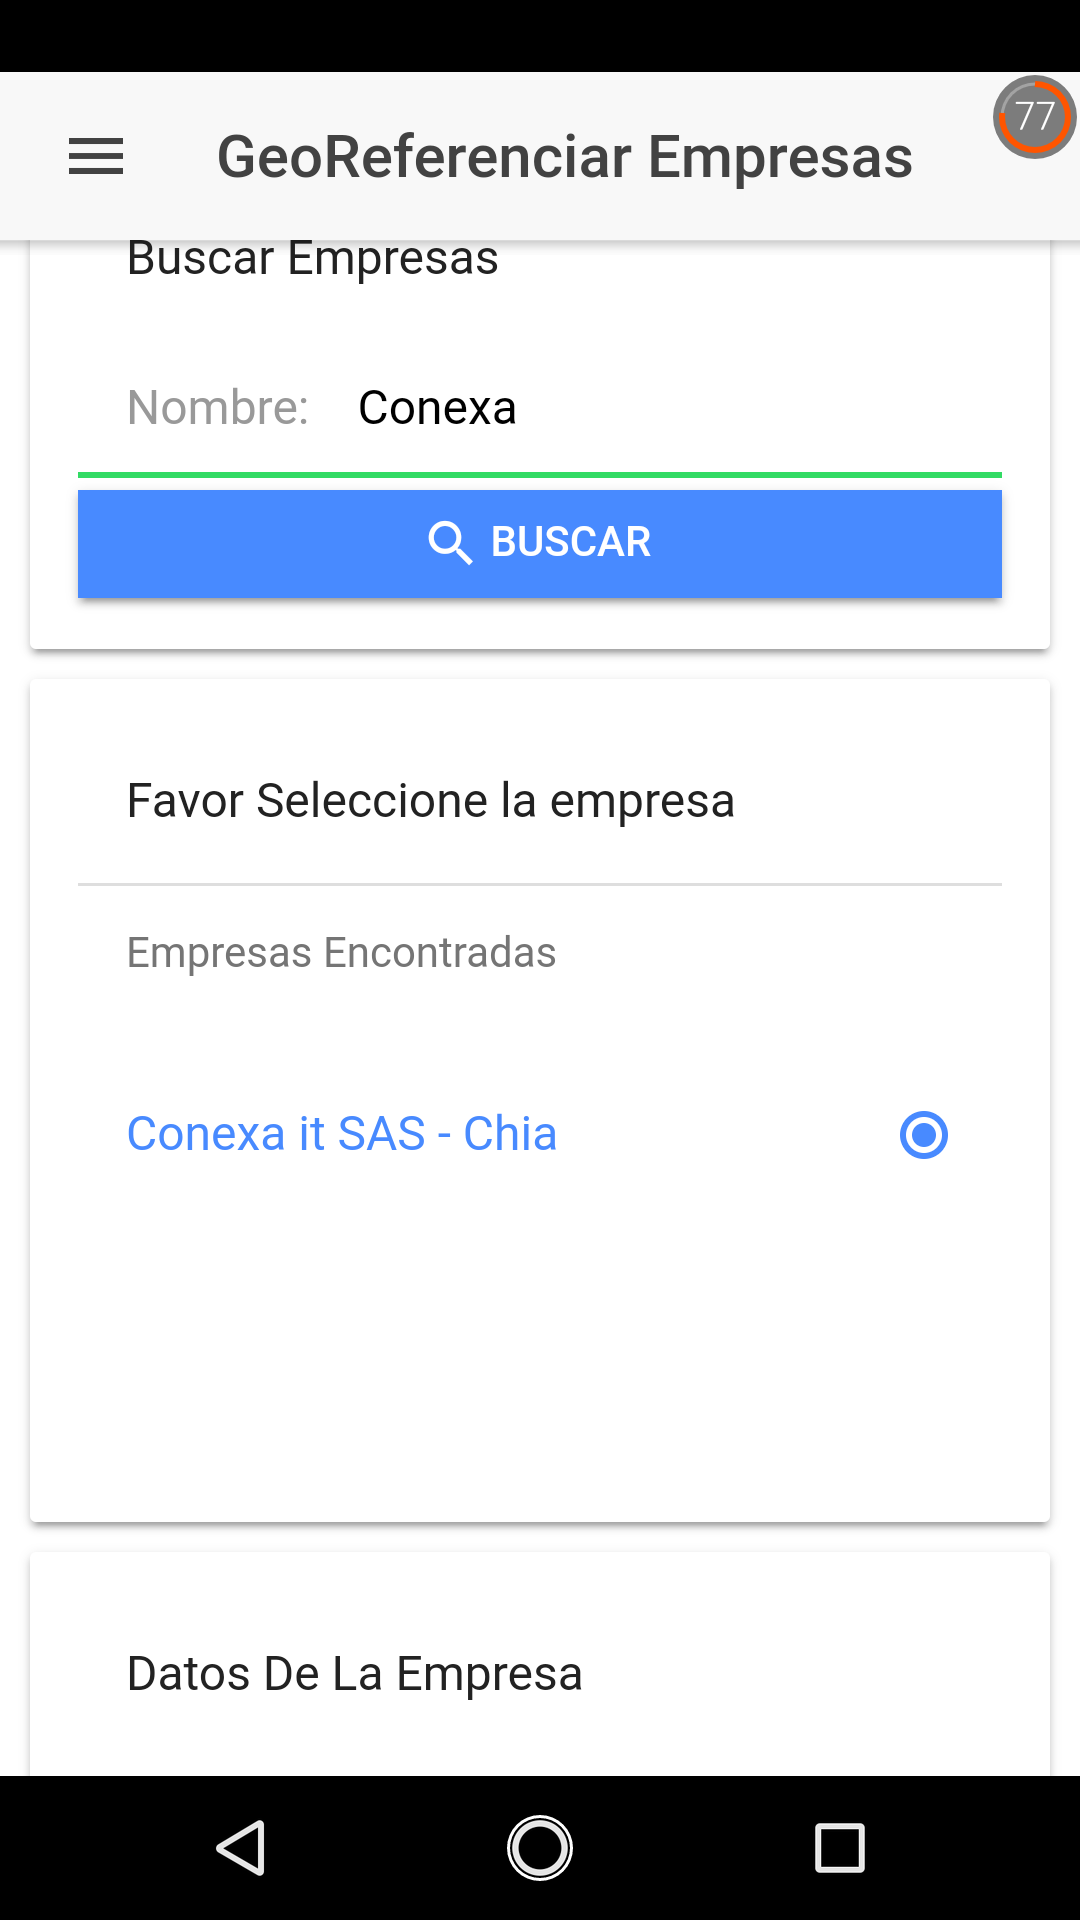 77
GeoReferenciar Empresas
Buscar Empresas
Nombre: Conexa
BUSCAR
Favor Seleccione la empresa
Empresas Encontradas
Conexa it SAS - Chia
Datos De La Empresa